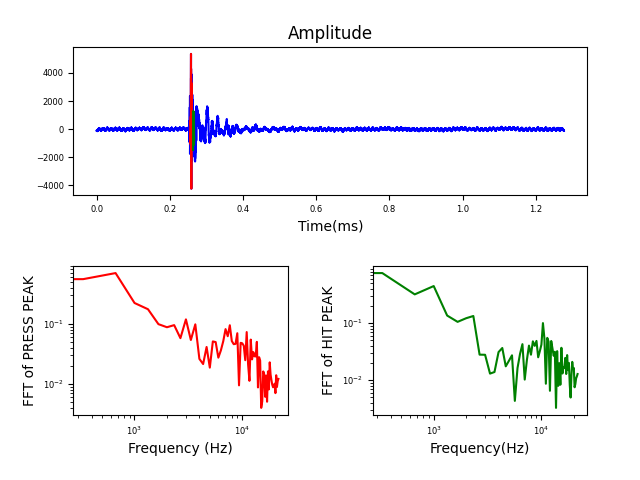 Amplitude
4000
2000
0
−2000
−4000
0.0 0.2 0.4 0.6 0.8 1.0 1.2
Time(ms)
FFT of PRESS PEAK
10⁻¹
10⁻²
10³ 10⁴
Frequency (Hz)
FFT of HIT PEAK
10⁻¹
10⁻²
10³ 10⁴
Frequency(Hz)